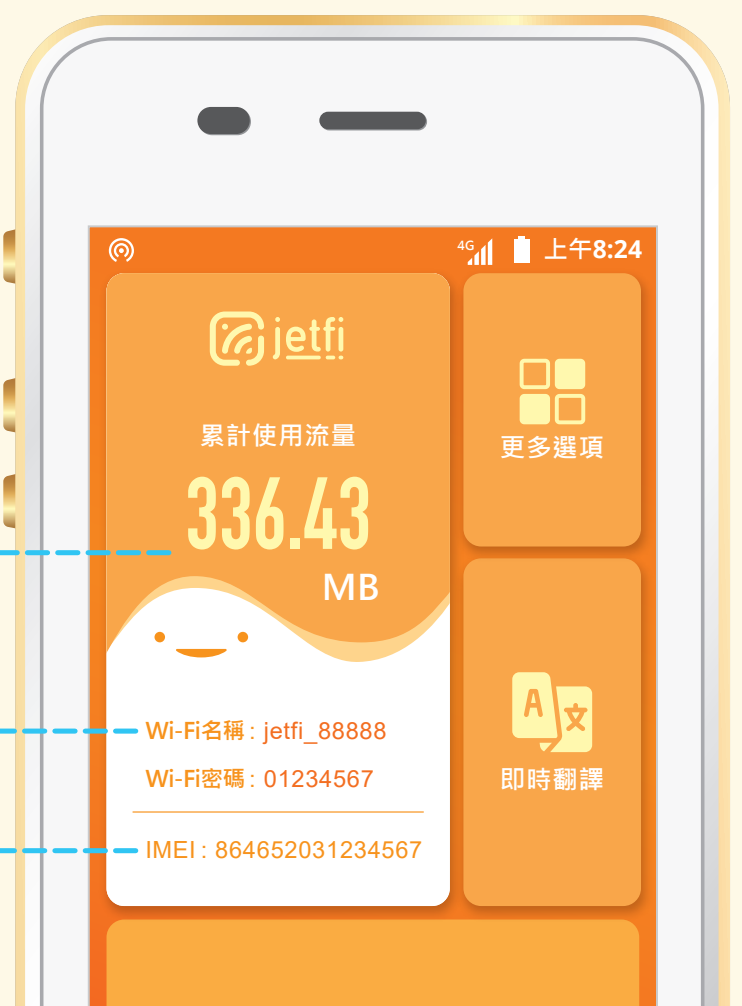 4G 上午8:24
jetfi
累計使用流量
336.43
MB
更多選項
Wi-Fi名稱 : jetfi_88888
Wi-Fi密碼 : 01234567
IMEI : 864652031234567
A 文
即時翻譯